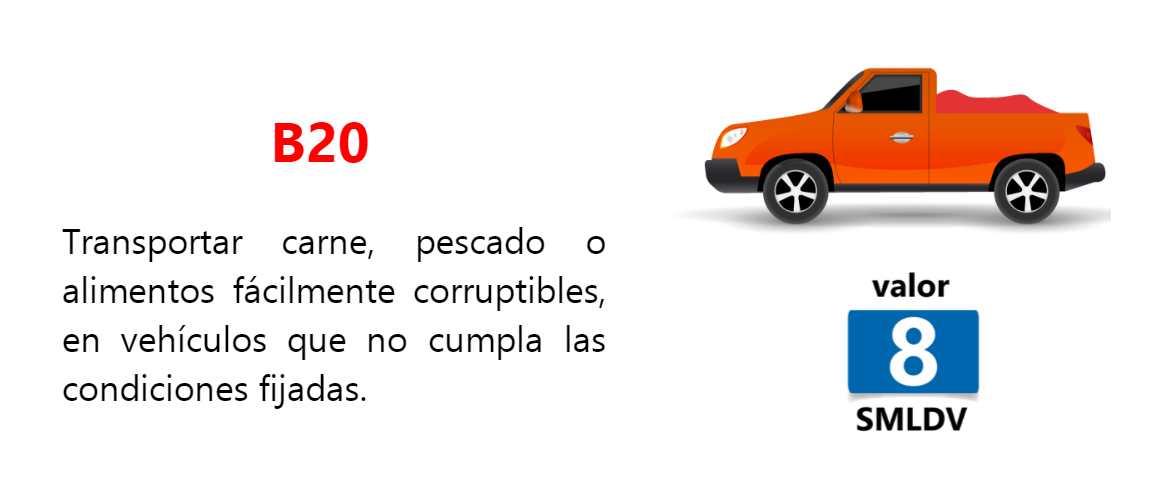 B20
Transportar carne, pescado o
alimentos fácilmente corruptibles,
en vehículos que no cumpla las
condiciones fijadas.
valor
8
SMLDV